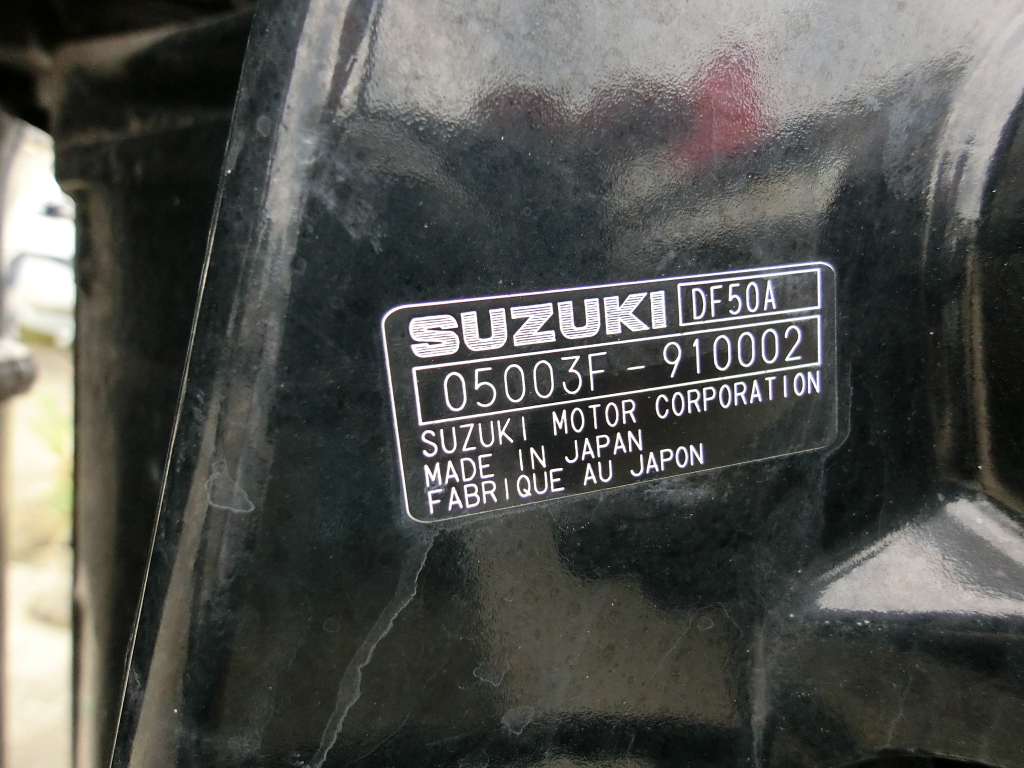 SUZUKI DF50A
05003F - 910002
SUZUKI MOTOR CORPORATION
MADE IN JAPAN
FABRIQUE AU JAPON